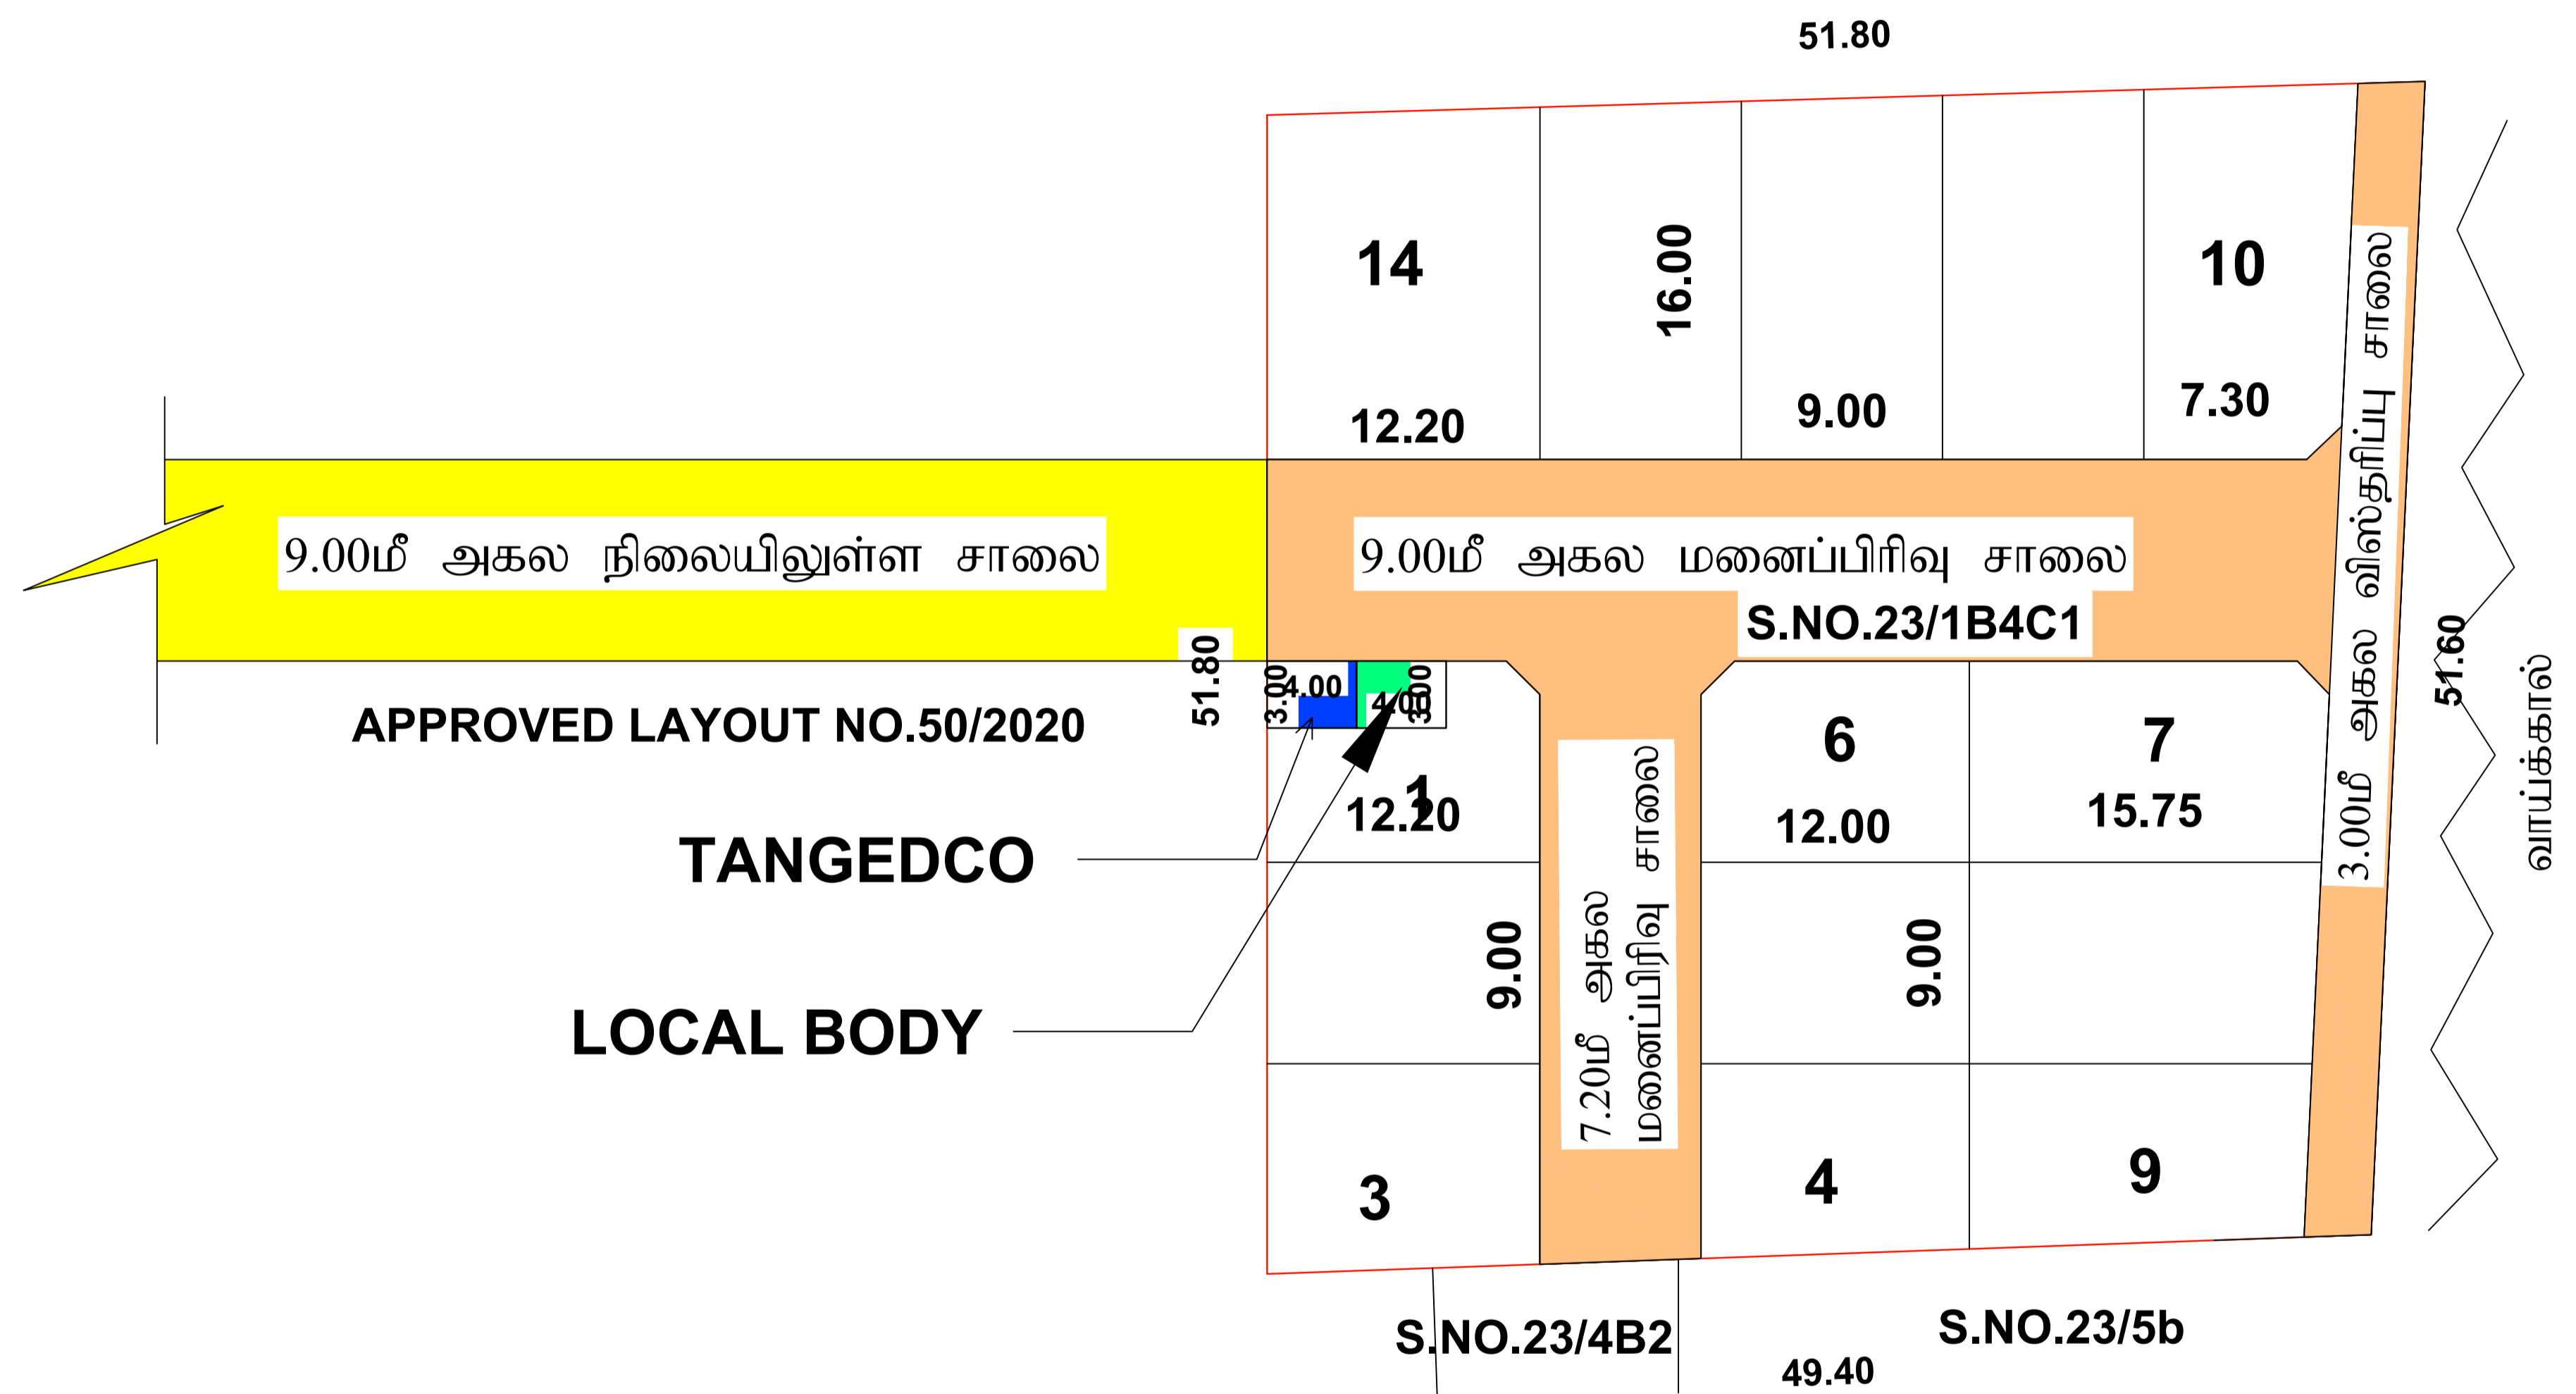 51.80
14
16.00
10
12.20
9.00
7.30
9.00மீ அகல நிலையிலுள்ள சாலை
9.00மீ அகல மனைப்பிரிவு சாலை
S.NO.23/1B4C1
3.00மீ அகல விஸ்தரிப்பு சாலை
51.60
வாய்க்கால்
51.80
APPROVED LAYOUT NO.50/2020
3.00
4.00
4.00
3.00
1
12.20
6
12.00
7
15.75
TANGEDCO
LOCAL BODY
9.00
7.20மீ அகல
மனைப்பிரிவு சாலை
9.00
3
4
9
S.NO.23/4B2
S.NO.23/5b
49.40